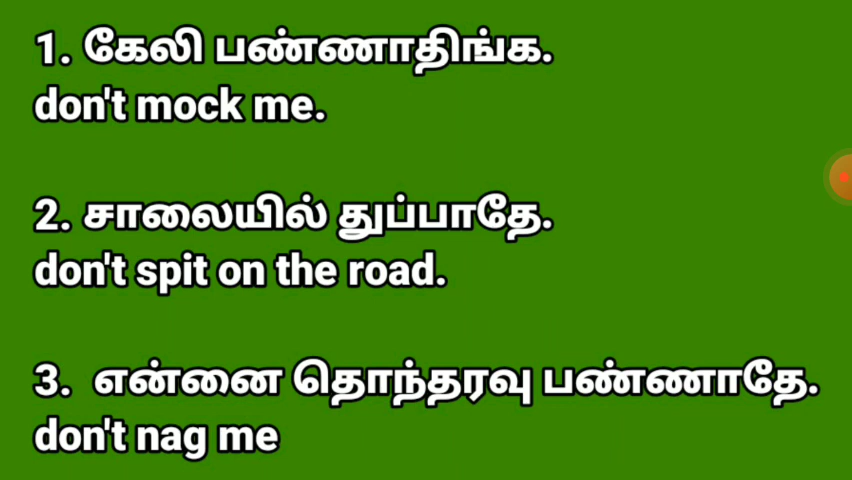 1. கேலி பண்ணாதிங்க.
don't mock me.
2. சாலையில் துப்பாதே.
don't spit on the road.
3. என்னை தொந்தரவு பண்ணாதே.
don't nag me